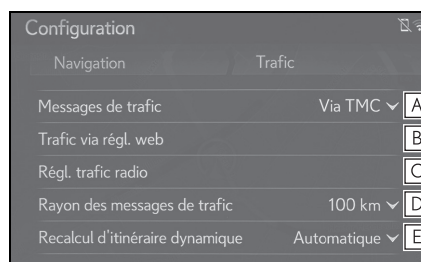 Configuration
Navigation Trafic
Messages de trafic Via TMC A
Trafic via régl. web B
Régl. trafic radio C
Rayon des messages de trafic 100 km D
Recalcul d'itinéraire dynamique Automatique E